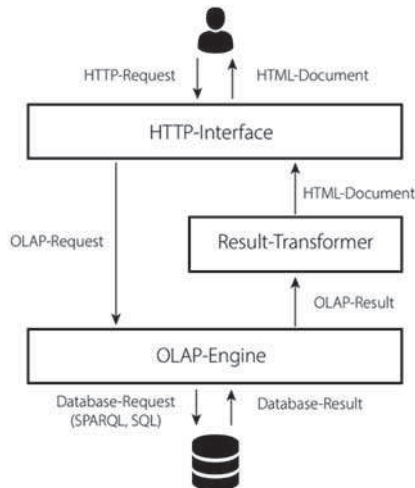 HTTP-Request
HTML-Document
HTTP-Interface
HTML-Document
OLAP-Request
Result-Transformer
OLAP-Result
OLAP-Engine
Database-Request
(SPARQL, SQL)
Database-Result